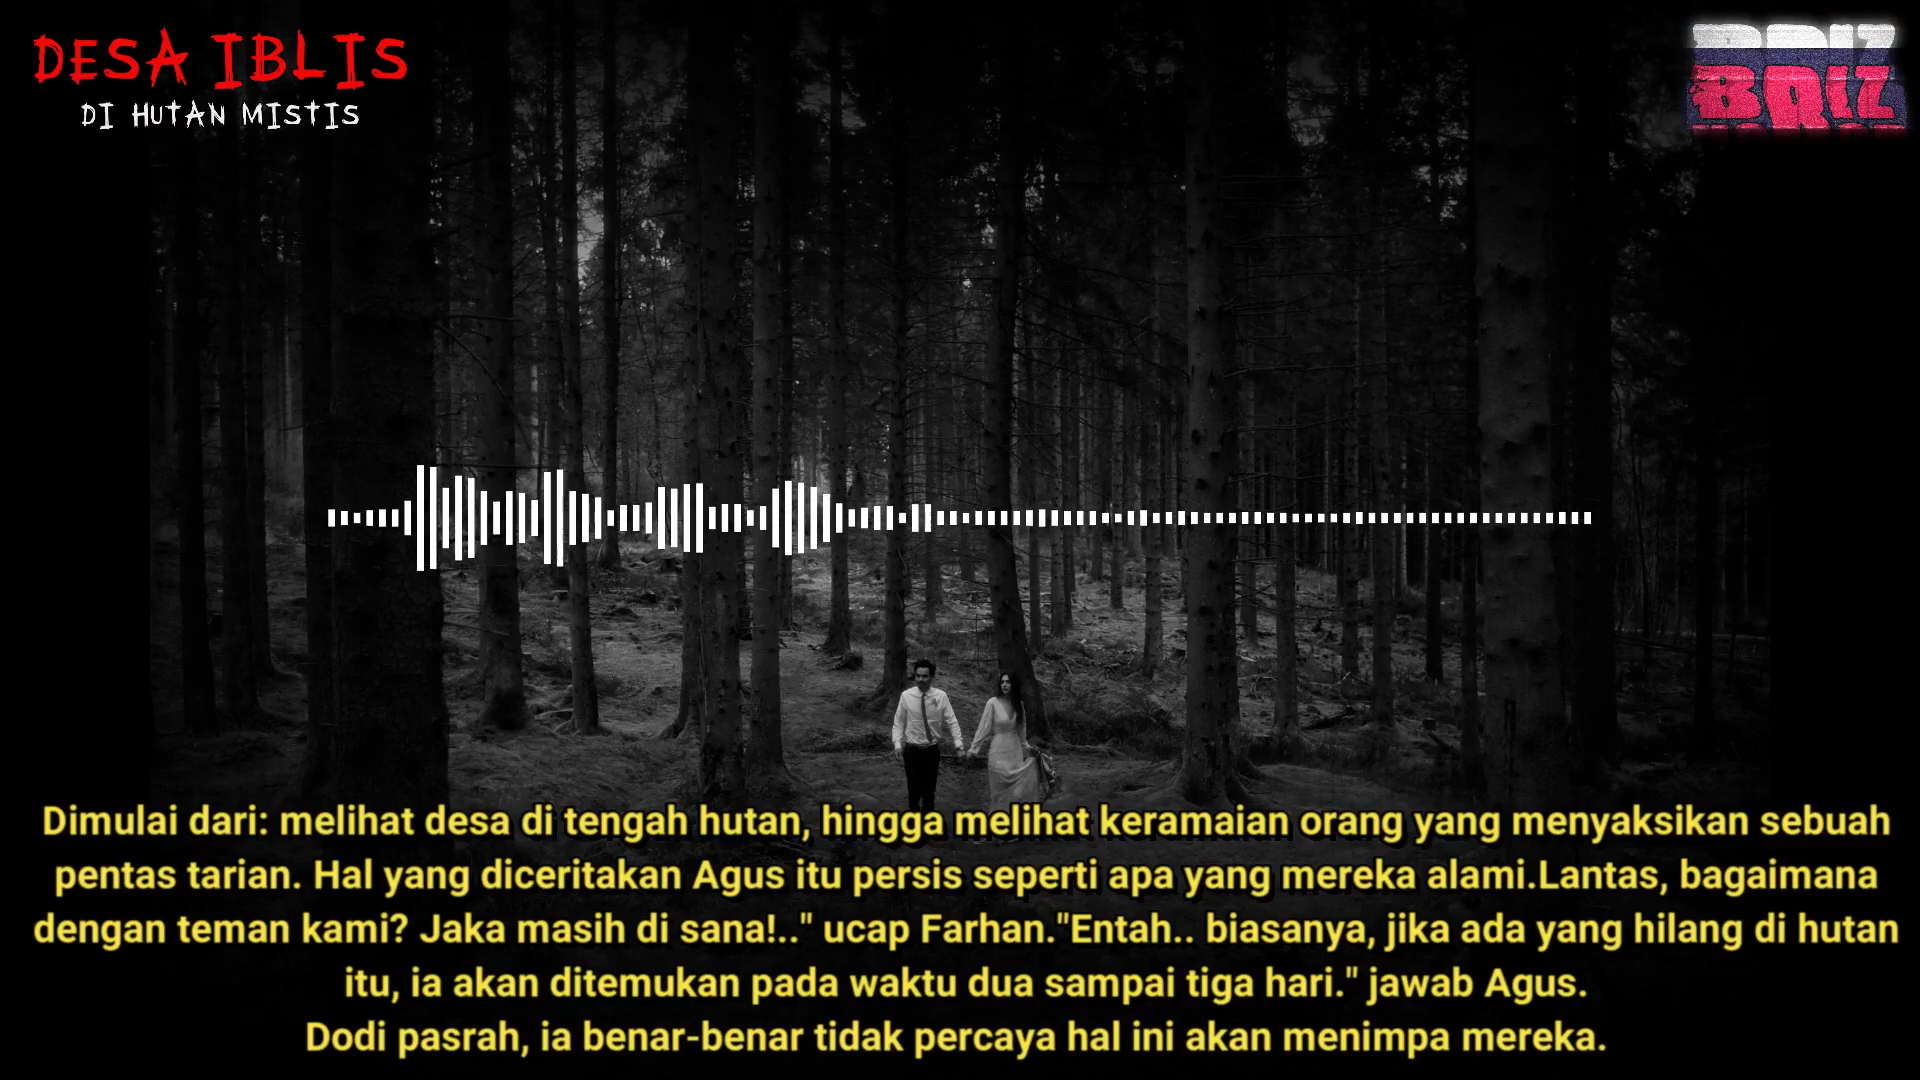 DESA IBLIS
DI HUTAN MISTIS
BRIZ
Dimulai dari: melihat desa di tengah hutan, hingga melihat keramaian orang yang menyaksikan sebuah
pentas tarian. Hal yang diceritakan Agus itu persis seperti apa yang mereka alami.Lantas, bagaimana
dengan teman kami? Jaka masih di sana!.." ucap Farhan."Entah.. biasanya, jika ada yang hilang di hutan
itu, ia akan ditemukan pada waktu dua sampai tiga hari." jawab Agus.
Dodi pasrah, ia benar-benar tidak percaya hal ini akan menimpa mereka.